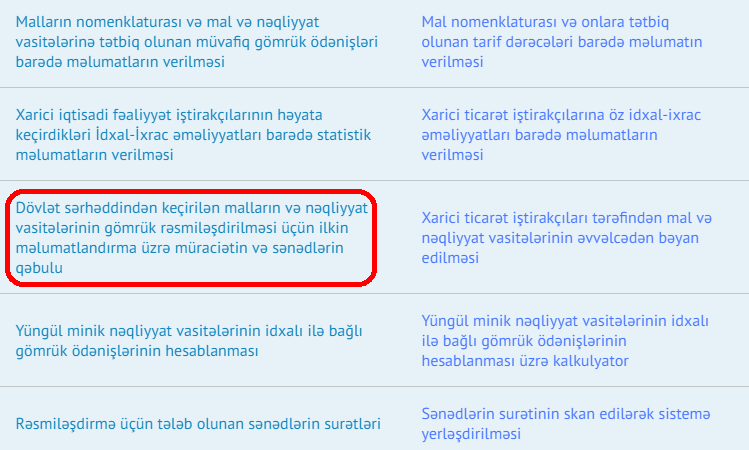 Malların nomenklaturası və mal və nəqliyyat
vasitələrinə tətbiq olunan müvafiq gömrük ödənişləri
barədə məlumatların verilməsi
Mal nomenklaturası və onlara tətbiq
olunan tarif dərəcələri barədə məlumatın
verilməsi
Xarici iqtisadi fəaliyyət iştirakçılarının həyata
keçirdikləri İdxal-İxrac əməliyyatları barədə statistik
məlumatların verilməsi
Xarici ticarət iştirakçılarına öz idxal-ixrac
əməliyyatları barədə məlumatların
verilməsi
Dövlət sərhəddindən keçirilən malların və nəqliyyat
vasitələrinin gömrük rəsmiləşdirilməsi üçün ilkin
məlumatlandırma üzrə müraciətin və sənədlərin
qəbulu
Xarici ticarət iştirakçıları tərəfindən mal və
nəqliyyat vasitələrinin əvvəlcədən bəyan
edilməsi
Yüngül minik nəqliyyat vasitələrinin idxalı ilə bağlı
gömrük ödənişlərinin hesablanması
Yüngül minik nəqliyyat vasitələrinin idxalı
ilə bağlı gömrük ödənişlərinin
hesablanması üzrə kalkulyator
Rəsmiləşdirmə üçün tələb olunan sənədlərin surətləri
Sənədlərin surətinin skan edilərək sistemə
yerləşdirilməsi